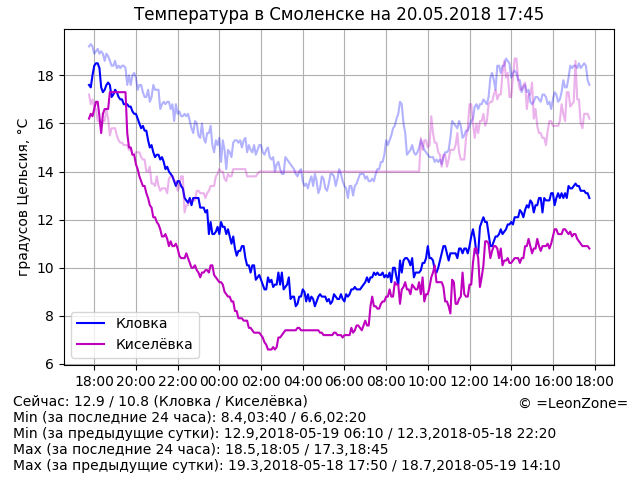 Температура в Смоленске на 20.05.2018 17:45
градусов Цельсия, °C
18
16
14
12
10
8
6
Кловка
Киселёвка
18:00 20:00 22:00 00:00 02:00 04:00 06:00 08:00 10:00 12:00 14:00 16:00 18:00
Сейчас: 12.9 / 10.8 (Кловка / Киселёвка)
© =LeonZone=
Min (за последние 24 часа): 8.4,03:40 / 6.6,02:20
Min (за предыдущие сутки): 12.9,2018-05-19 06:10 / 12.3,2018-05-18 22:20
Max (за последние 24 часа): 18.5,18:05 / 17.3,18:45
Max (за предыдущие сутки): 19.3,2018-05-18 17:50 / 18.7,2018-05-19 14:10